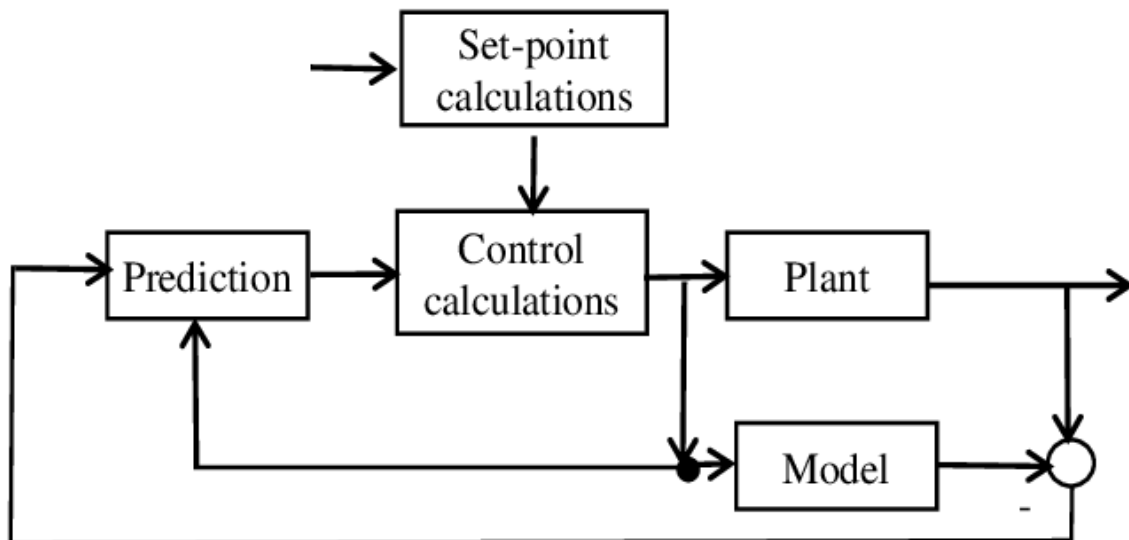 Set-point
calculations
Control
calculations
Prediction
Plant
Model
-